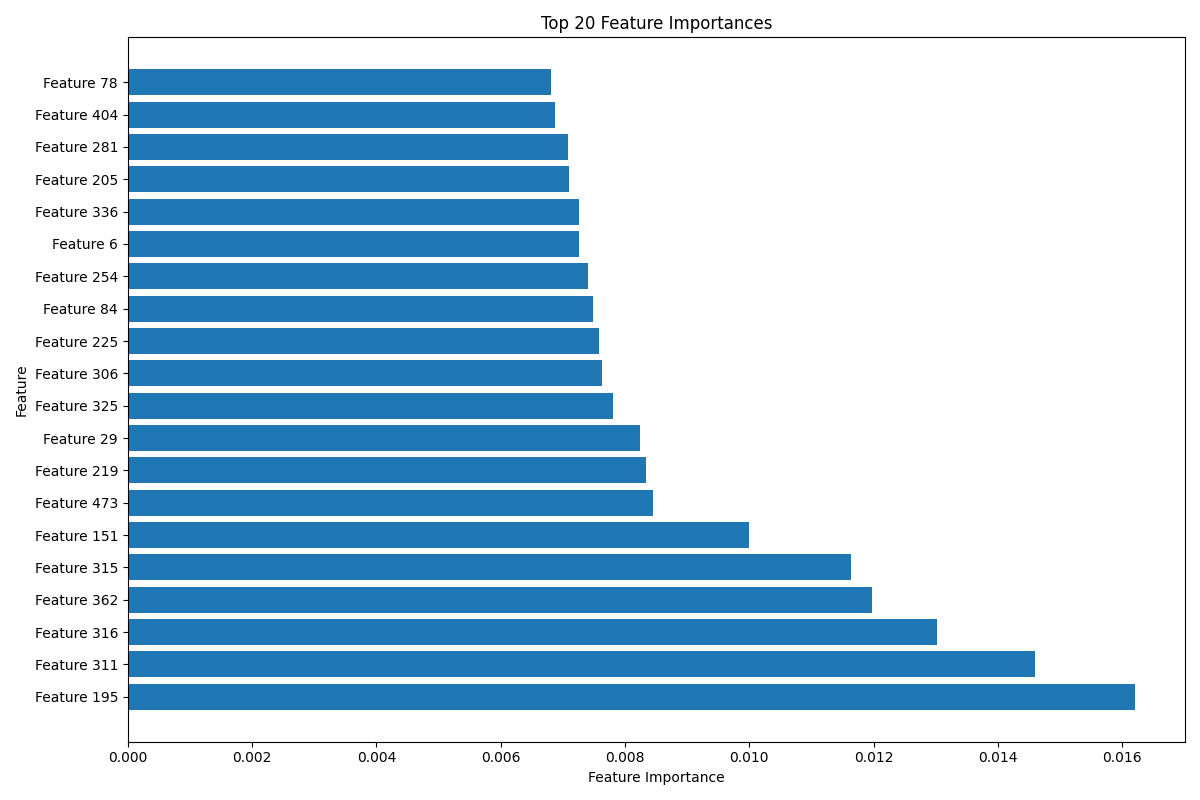 Top 20 Feature Importances
Feature
Feature 78
Feature 404
Feature 281
Feature 205
Feature 336
Feature 6
Feature 254
Feature 84
Feature 225
Feature 306
Feature 325
Feature 29
Feature 219
Feature 473
Feature 151
Feature 315
Feature 362
Feature 316
Feature 311
Feature 195
0.000 0.002 0.004 0.006 0.008 0.010 0.012 0.014 0.016
Feature Importance